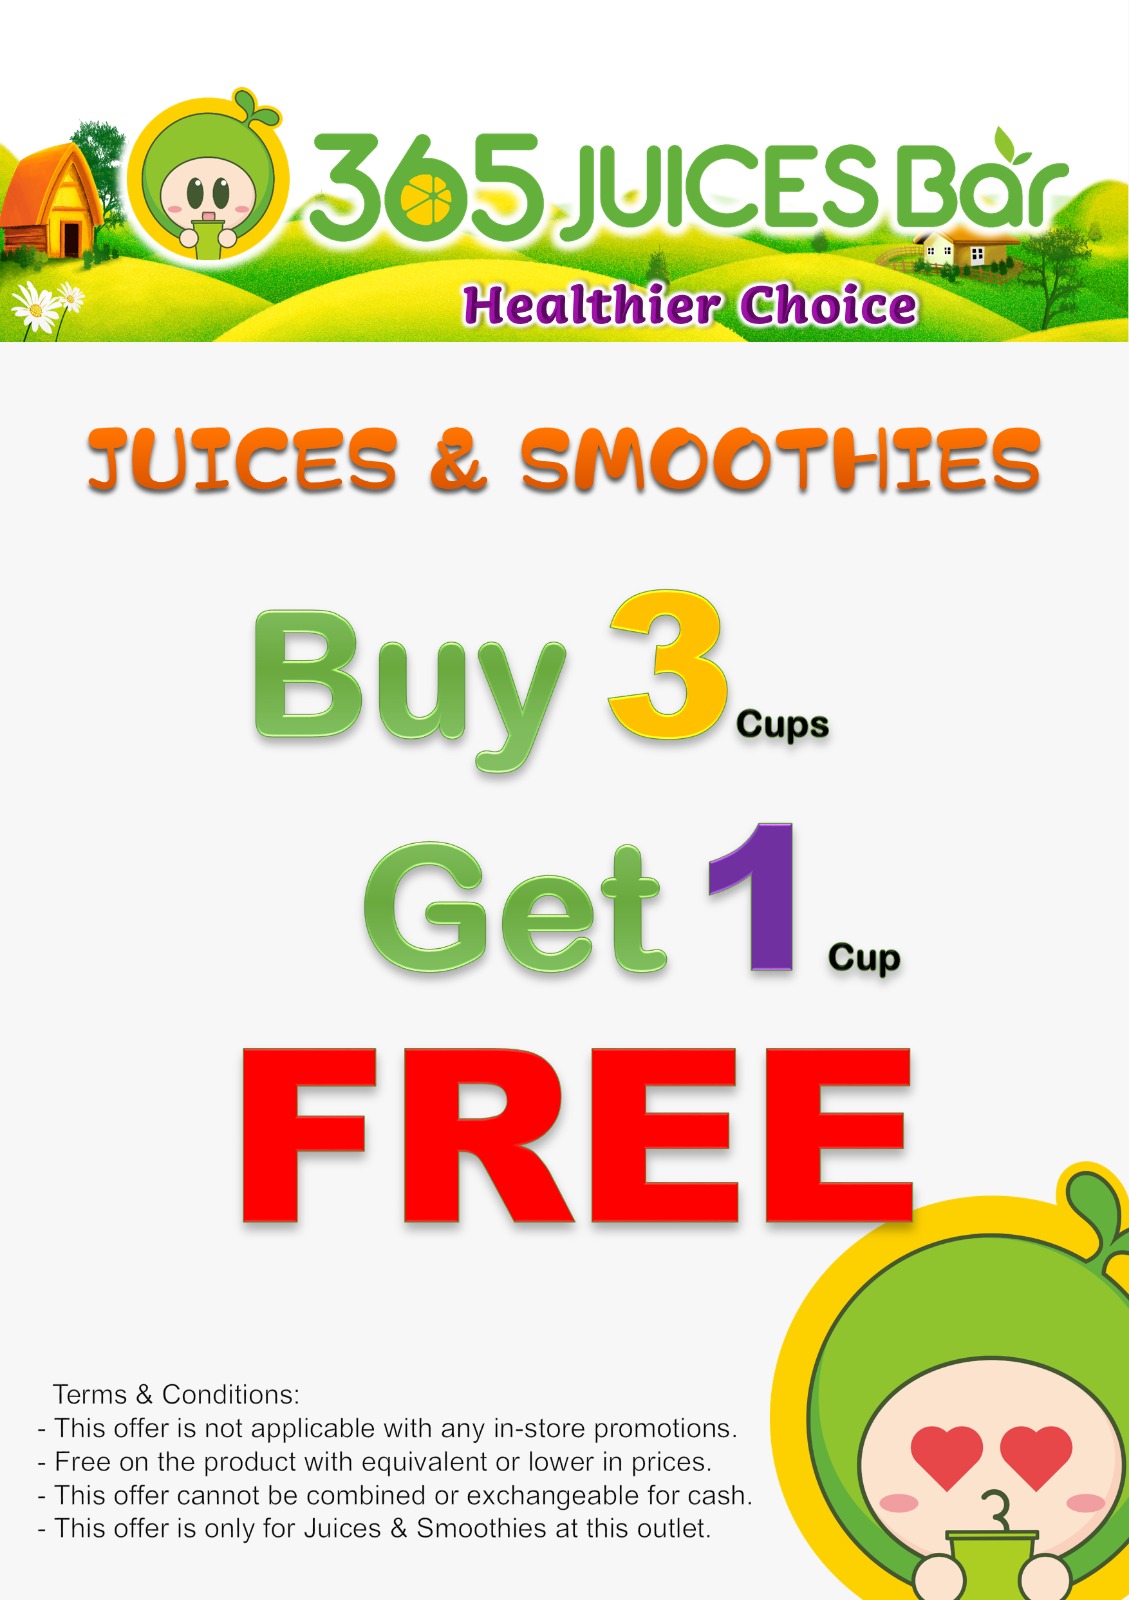 365 JUICES Bar
Healthier Choice
JUICES & SMOOTHIES
Buy 3 Cups
Get 1 Cup
FREE
Terms & Conditions:
- This offer is not applicable with any in-store promotions.
- Free on the product with equivalent or lower in prices.
- This offer cannot be combined or exchangeable for cash.
- This offer is only for Juices & Smoothies at this outlet.